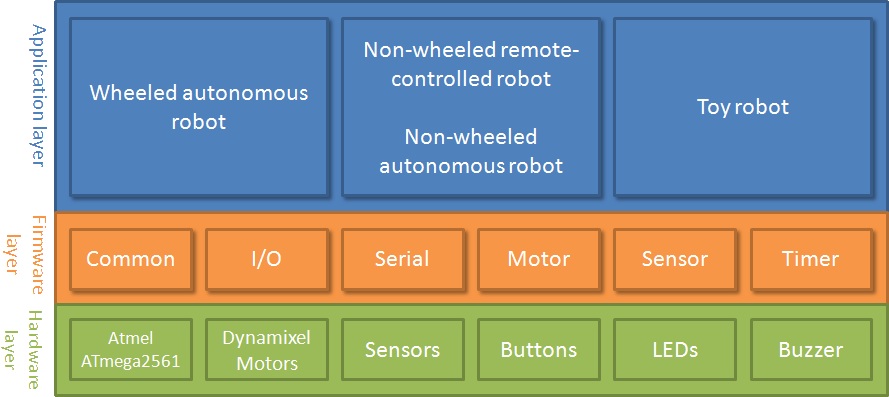 Application layer
Wheeled autonomous
robot
Non-wheeled remote-
controlled robot
Non-wheeled
autonomous robot
Toy robot
Firmware
layer
Common
I/O
Serial
Motor
Sensor
Timer
Hardware
layer
Atmel
ATmega2561
Dynamixel
Motors
Sensors
Buttons
LEDs
Buzzer